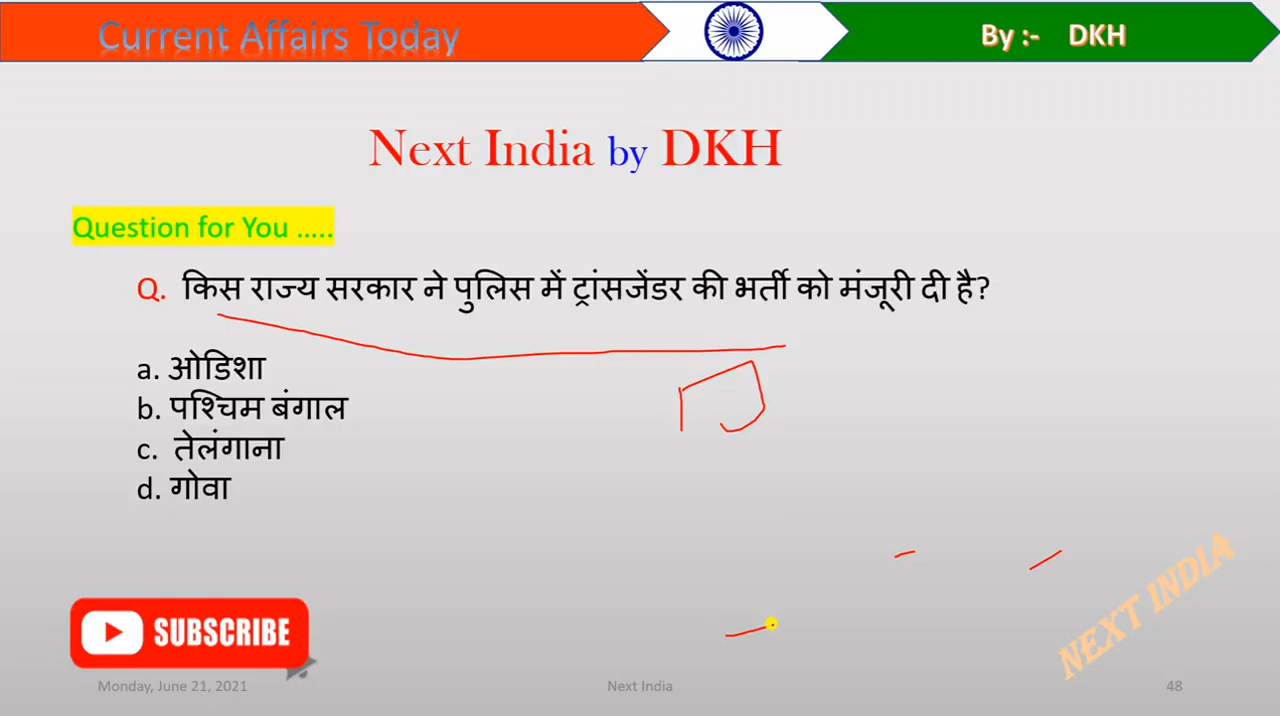 Current Affairs Today
By :- DKH
Next India by DKH
Question for You .....
Q. किस राज्य सरकार ने पुलिस में ट्रांसजेंडर की भर्ती को मंजूरी दी है?
a. ओडिशा
b. पश्चिम बंगाल
c. तेलंगाना
d. गोवा
NEXT INDIA
SUBSCRIBE
Monday, June 21, 2021
Next India
48